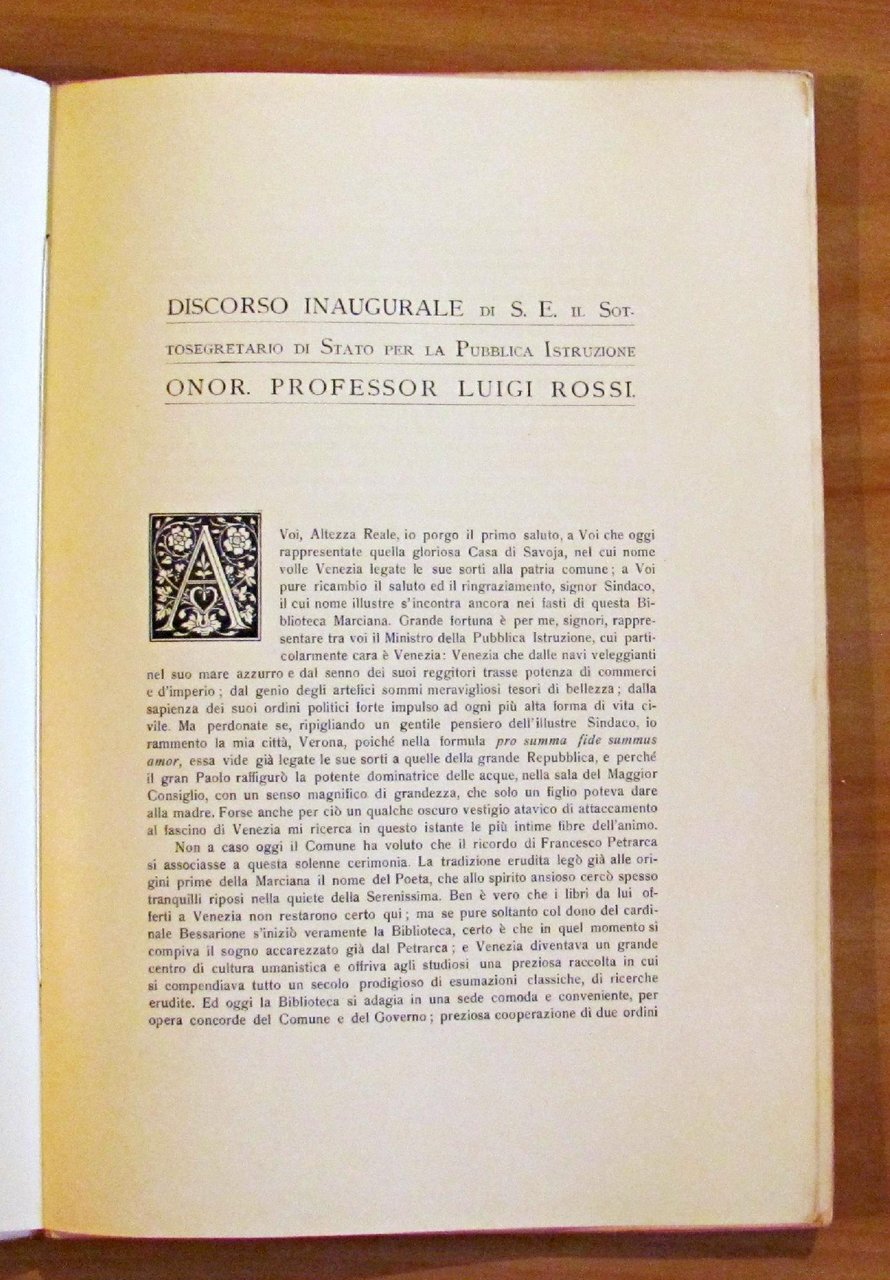 DISCORSO INAUGURALE DI S. E. IL SOT-
TOSEGRETARIO DI STATO PER LA PUBBLICA ISTRUZIONE
ONOR. PROFESSOR LUIGI ROSSI.
A Voi, Altezza Reale, io porgo il primo saluto, a Voi che oggi
rappresentate quella gloriosa Casa di Savoja, nel cui nome
volle Venezia legate le sue sorti alla patria comune; a Voi
pure ricambio il saluto ed il ringraziamento, signor Sindaco,
il cui nome illustre s'incontra ancora nei fasti di questa Bi-
blioteca Marciana. Grande fortuna è per me, signori, rappre-
sentare tra voi il Ministro della Pubblica Istruzione, cui parti-
colarmente cara è Venezia: Venezia che dalle navi veleggianti
nel suo mare azzurro e dal senno dei suoi reggitori trasse potenza di commerci
e d'imperio; dal genio degli artefici sommi meravigliosi tesori di bellezza; dalla
sapienza dei suoi ordini politici forte impulso ad ogni più alta forma di vita ci-
vile. Ma perdonate se, ripigliando un gentile pensiero dell'illustre Sindaco, io
rammento la mia città, Verona, poiché nella formula pro summa fide summus
amor, essa vide già legate le sue sorti a quelle della grande Repubblica, e perché
il gran Paolo raffigurò la potente dominatrice delle acque, nella sala del Maggior
Consiglio, con un senso magnifico di grandezza, che solo un figlio poteva dare
alla madre. Forse anche per ciò un qualche oscuro vestigio atavico di attaccamento
al fascino di Venezia mi ricerca in questo istante le più intime fibre dell'animo.
Non a caso oggi il Comune ha voluto che il ricordo di Francesco Petrarca
si associasse a questa solenne cerimonia. La tradizione erudita legò già alle ori-
gini prime della Marciana il nome del Poeta, che allo spirito ansioso cercò spesso
tranquilli riposi nella quiete della Serenissima. Ben è vero che i libri da lui of-
ferti a Venezia non restarono certo qui; ma se pure soltanto col dono del cardi-
nale Bessarione s'iniziò veramente la Biblioteca, certo è che in quel momento si
compiva il sogno accarezzato già dal Petrarca; e Venezia diventava un grande
centro di cultura umanistica e offriva agli studiosi una preziosa raccolta in cui
si compendiava tutto un secolo prodigioso di esumazioni classiche, di ricerche
erudite. Ed oggi la Biblioteca si adagia in una sede comoda e conveniente, per
opera concorde del Comune e del Governo; preziosa cooperazione di due ordini